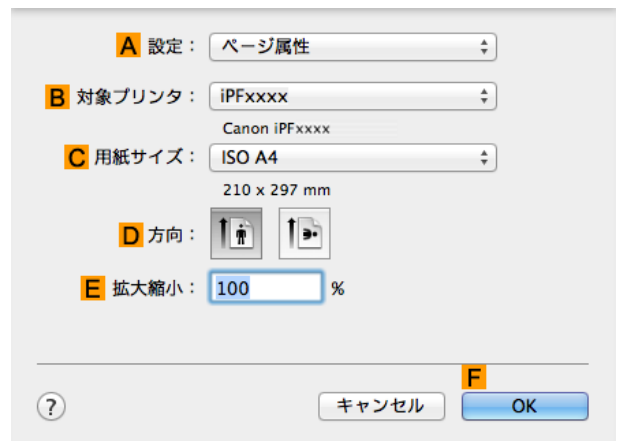 A 設定： ページ属性
B 対象プリンタ： iPFxxxx
Canon iPFxxxx
C 用紙サイズ： ISO A4
210 x 297 mm
D 方向：
E 拡大縮小： 100 %
F
? キャンセル OK